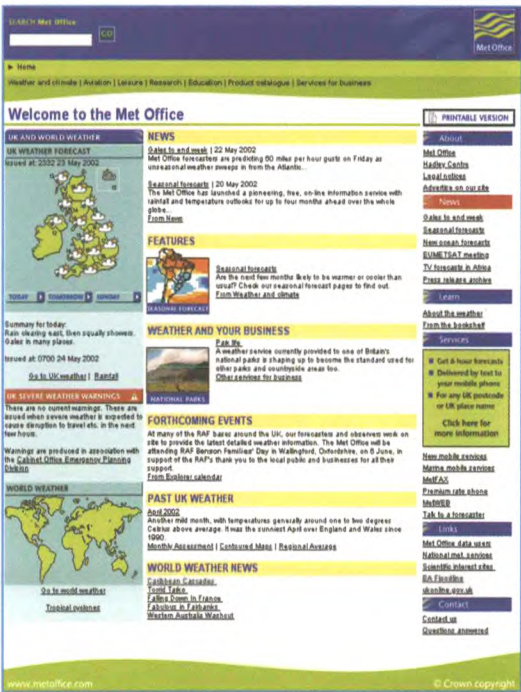 SEARCH Met Office
GO
Met Office
Home
Weather and climate | Aviation | Leisure | Research | Education | Product catalogue | Services for business
Welcome to the Met Office
PRINTABLE VERSION
UK AND WORLD WEATHER
UK WEATHER FORECAST
Issued at: 2332 23 May 2002
TODAY
TOMORROW
SUNDAY
Summary for today:
Rain clearing east, then squally showers.
Gales in many places.
Issued at: 0700 24 May 2002
Go to UK weather | Rainfall
UK SEVERE WEATHER WARNINGS
There are no current warnings. These are
issued when severe weather is expected to
cause disruption to travel etc. in the next
few hours.
Warnings are produced in association with
the Cabinet Office Emergency Planning
Division
WORLD WEATHER
Go to world weather
Tropical cyclones
NEWS
Gales to end week | 22 May 2002
Met Office forecasters are predicting 60 miles per hour gusts on Friday as
unseasonal weather sweeps in from the Atlantic...
Seasonal forecasts | 20 May 2002
The Met Office has launched a pioneering, free, on-line information service with
rainfall and temperature outlooks for up to four months ahead over the whole
globe...
From News
FEATURES
SEASONAL FORECAST
Seasonal forecasts
Are the next few months likely to be warmer or cooler than
usual? Check our seasonal forecast pages to find out.
From Weather and climate
WEATHER AND YOUR BUSINESS
NATIONAL PARKS
Park life
A weather service currently provided to one of Britain's
national parks is shaping up to become the standard used for
other parks and countryside areas too.
Other services for business
FORTHCOMING EVENTS
At many of the RAF bases around the UK, our forecasters and observers work on
site to provide the latest detailed weather information. The Met Office will be
attending RAF Benson Families' Day in Wallingford, Oxfordshire, on 6 June, in
support of the RAF's thank you to the local public and businesses for all their
support.
From Explorer calendar
PAST UK WEATHER
April 2002
Another mild month, with temperatures generally around one to two degrees
Celsius above average. It was the sunniest April over England and Wales since
1990.
Monthly Assessment | Contoured Maps | Regional Average
WORLD WEATHER NEWS
Caribbean Cascades
Torrid Taiko
Falling Down In France
Fabulous in Fairbanks
Western Australia Washout
About
Met Office
Hadley Centre
Legal notices
Advertise on our site
News
Gales to end week
Seasonal forecasts
New ocean forecasts
EUMETSAT meeting
TV forecasts in Africa
Press release archive
Learn
About the weather
From the bookshelf
Services
Get 6 hour forecasts
Delivered by text to
your mobile phone
For any UK postcode
or UK place name
Click here for
more information
New mobile services
Marine mobile services
MetFAX
Premium rate phone
MetWEB
Talk to a forecaster
Links
Met Office data users
National met. services
Scientific interest sites
EA Floodline
ukonline.gov.uk
Contact
Contact us
Questions answered
www.metoffice.com
© Crown copyright